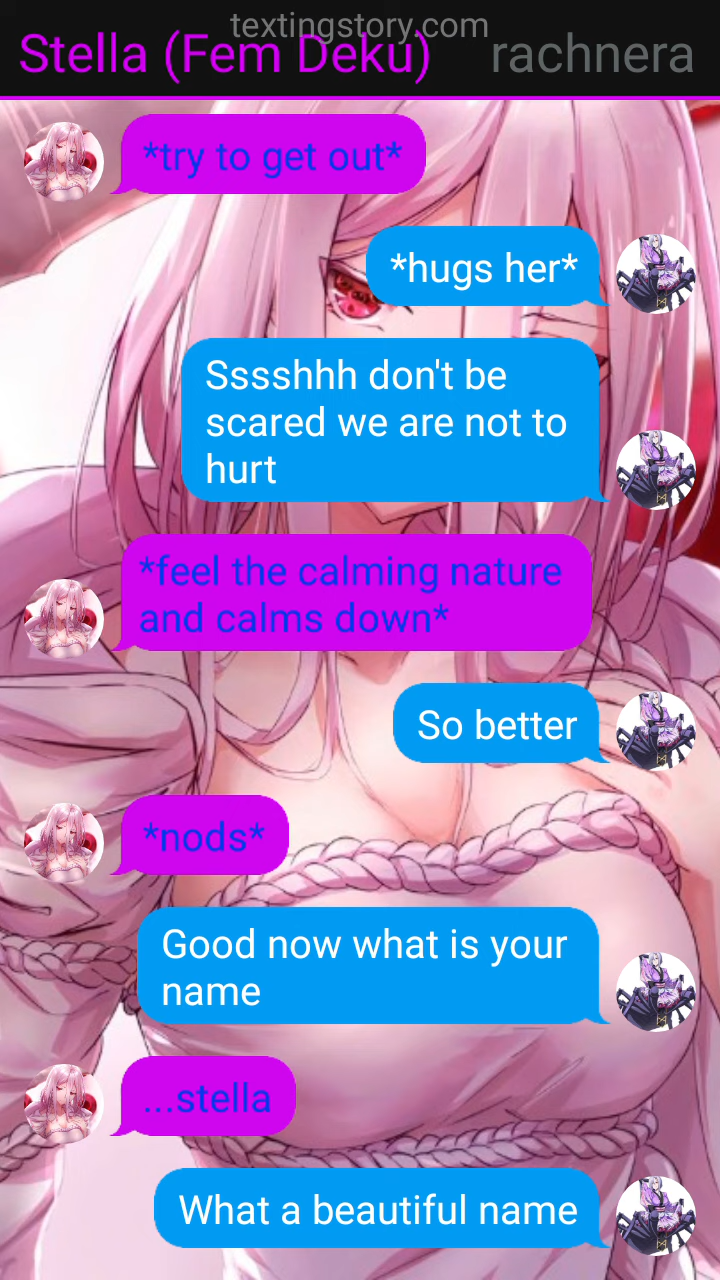 textingstory.com
Stella (Fem Deku) rachnera
*try to get out*
*hugs her*
Sssshhh don't be
scared we are not to
hurt
*feel the calming nature
and calms down*
So better
*nods*
Good now what is your
name
...stella
What a beautiful name